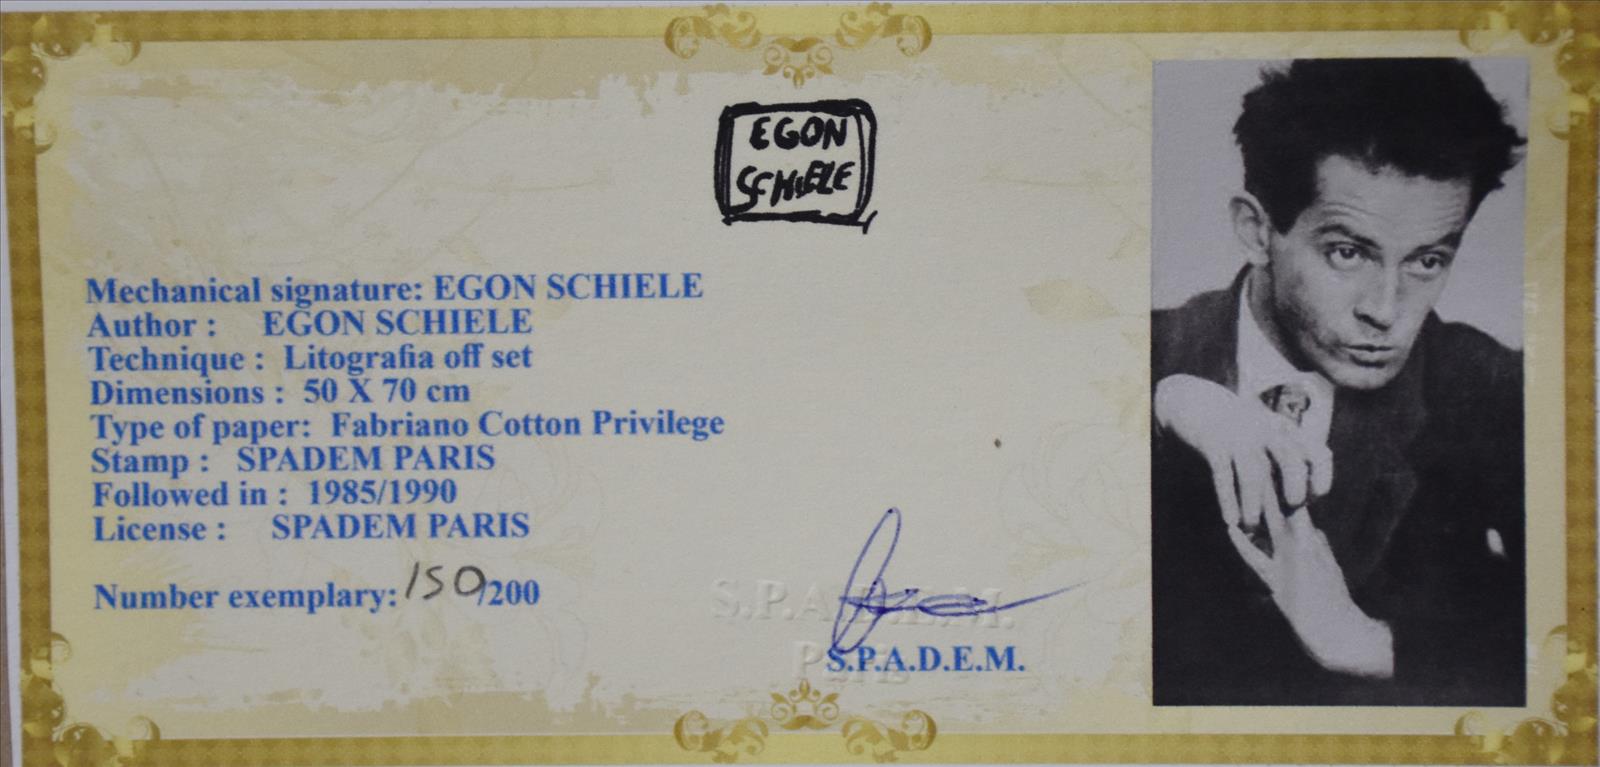 EGON
SCHIELE
Mechanical signature: EGON SCHIELE
Author : EGON SCHIELE
Technique : Litografia off set
Dimensions : 50 X 70 cm
Type of paper: Fabriano Cotton Privilege
Stamp : SPADEM PARIS
Followed in : 1985/1990
License : SPADEM PARIS
Number exemplary: 150/200
S.P.A.D.E.M.
S.P.A.D.E.M.